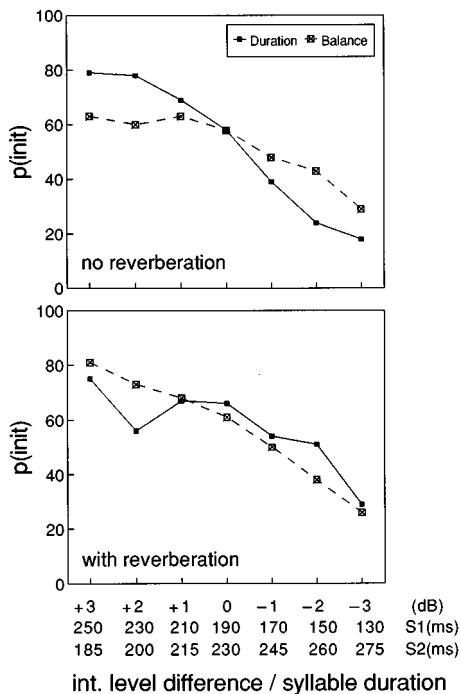 100
Duration Balance
80
60
p(init)
40
20
no reverberation
0
100
80
60
p(init)
40
20
with reverberation
0
+3 +2 +1 0 −1 −2 −3 (dB)
250 230 210 190 170 150 130 S1(ms)
185 200 215 230 245 260 275 S2(ms)
int. level difference / syllable duration